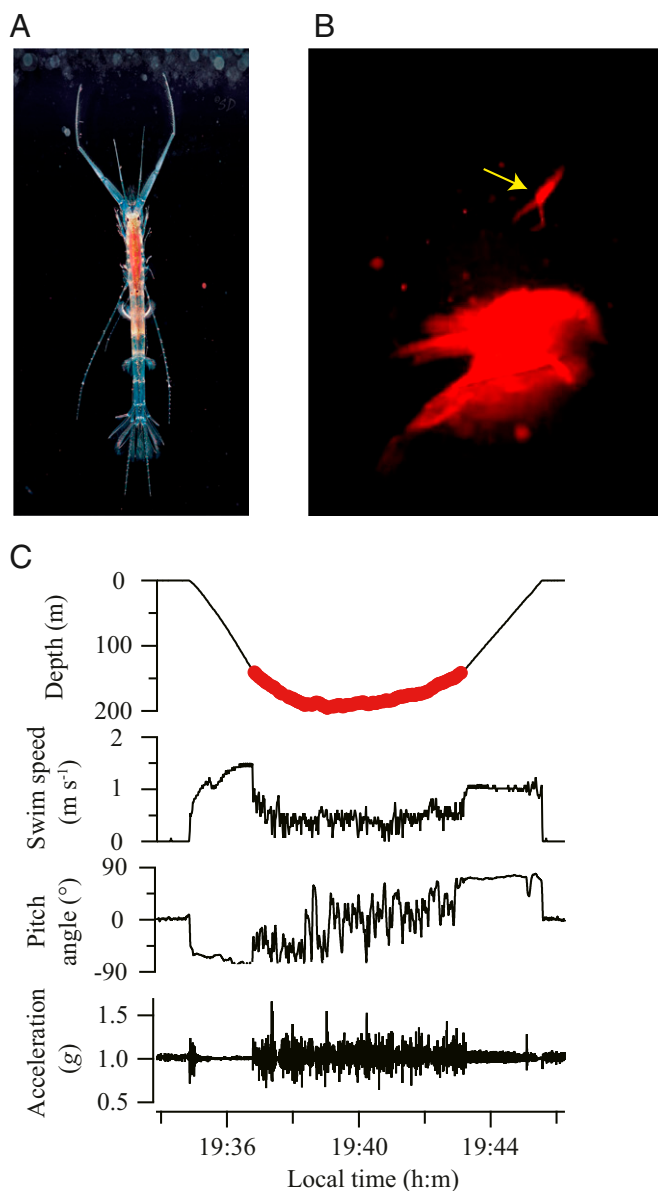 A
B
C
0
100
200
Depth (m)
2
1
0
Swim speed
(m s⁻¹)
90
0
-90
Pitch
angle (°)
1.5
1.0
0.5
Acceleration
(g)
19:36 19:40 19:44
Local time (h:m)